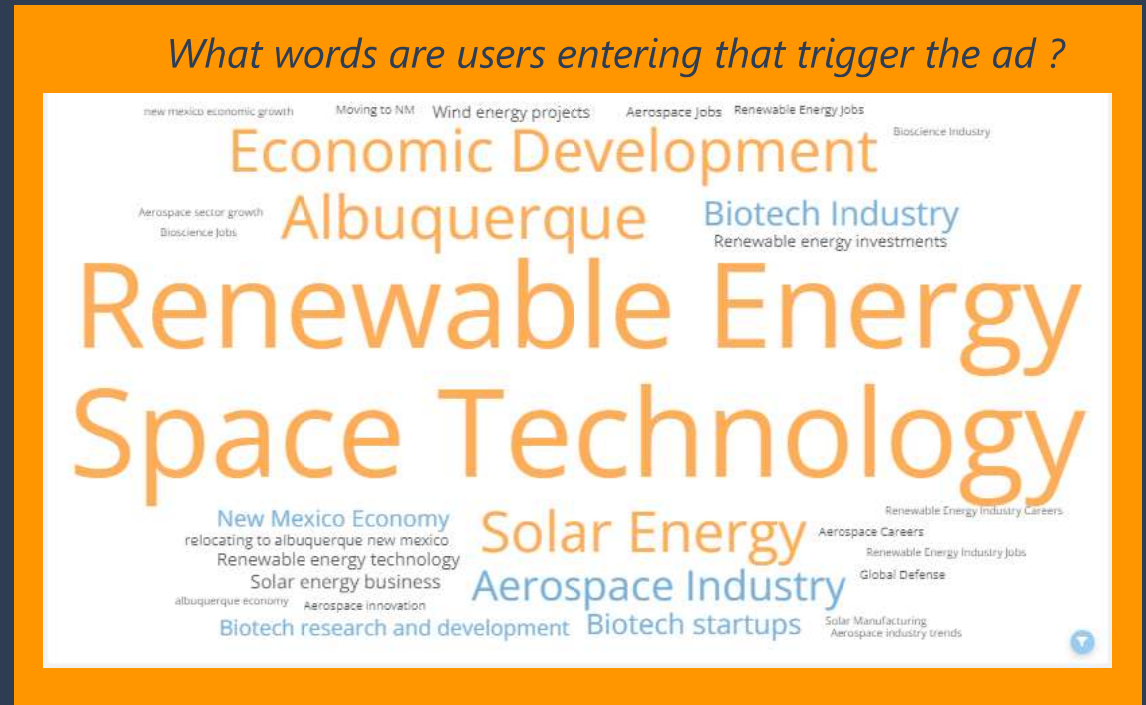 What words are users entering that trigger the ad ?
new mexico economic growth
Moving to NM
Wind energy projects
Aerospace Jobs
Renewable Energy Jobs
Bioscience Industry
Economic Development
Aerospace sector growth
Bioscience Jobs
Albuquerque
Biotech Industry
Renewable energy investments
Renewable Energy
Space Technology
New Mexico Economy
relocating to albuquerque new mexico
Renewable energy technology
Solar energy business
albuquerque economy
Aerospace innovation
Solar Energy
Renewable Energy Industry Careers
Aerospace Careers
Renewable Energy Industry Jobs
Global Defense
Aerospace Industry
Biotech research and development
Biotech startups
Solar Manufacturing
Aerospace industry trends